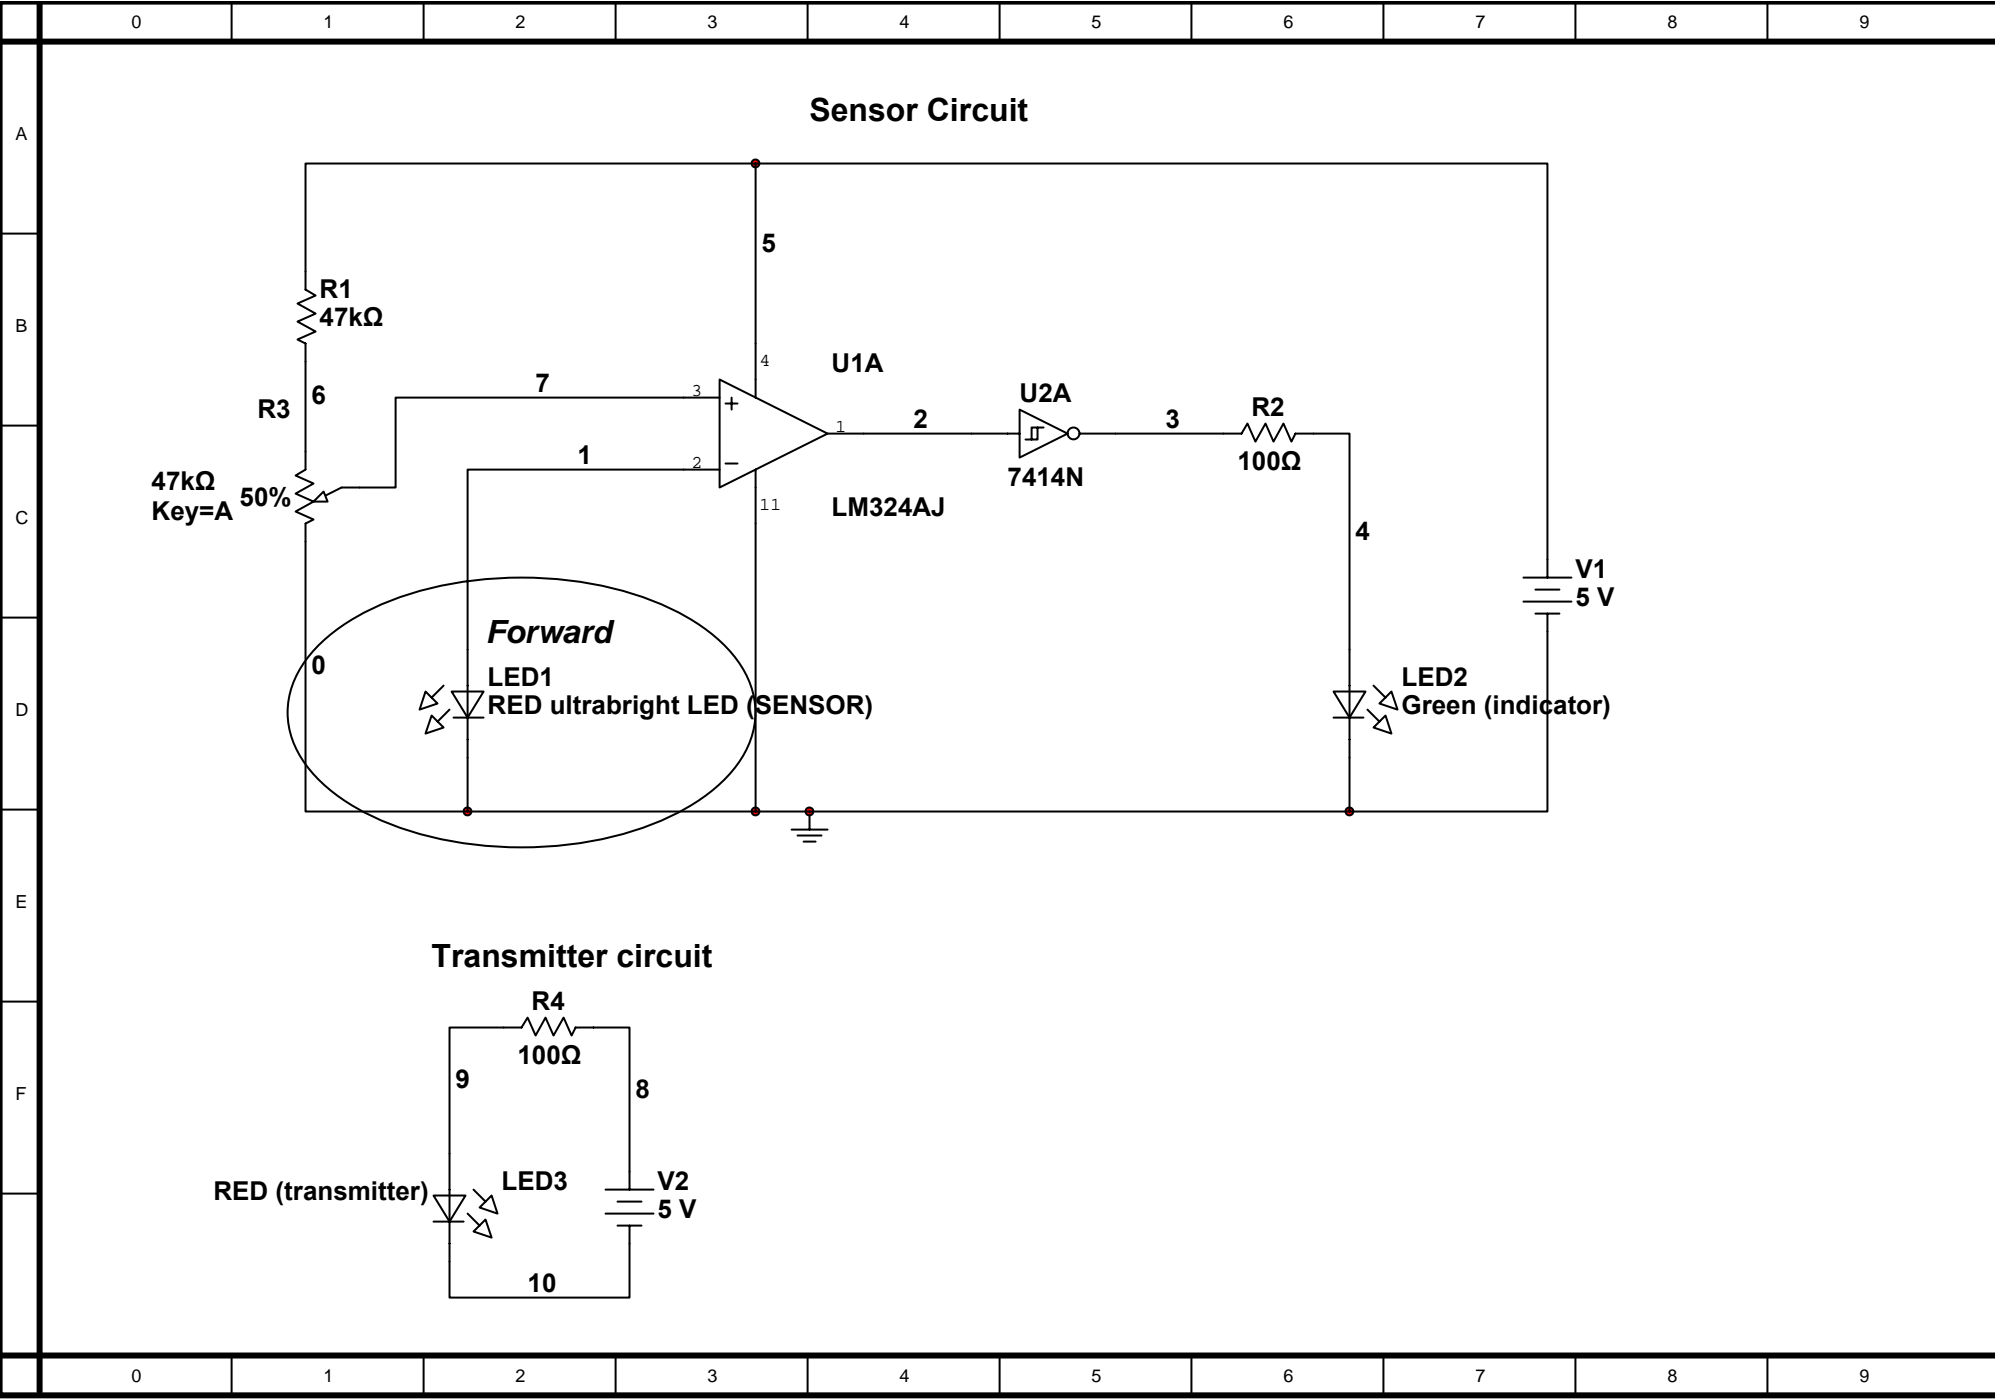 0 1 2 3 4 5 6 7 8 9
A
B
C
D
E
F
Sensor Circuit
5
R1
47kΩ
6
R3
47kΩ
Key=A
50%
7
3
4
U1A
1
2
1
2
11
LM324AJ
U2A
7414N
3
R2
100Ω
4
V1
5 V
0
Forward
LED1
RED ultrabright LED (SENSOR)
LED2
Green (indicator)
Transmitter circuit
R4
100Ω
9
8
RED (transmitter)
LED3
V2
5 V
10
0 1 2 3 4 5 6 7 8 9